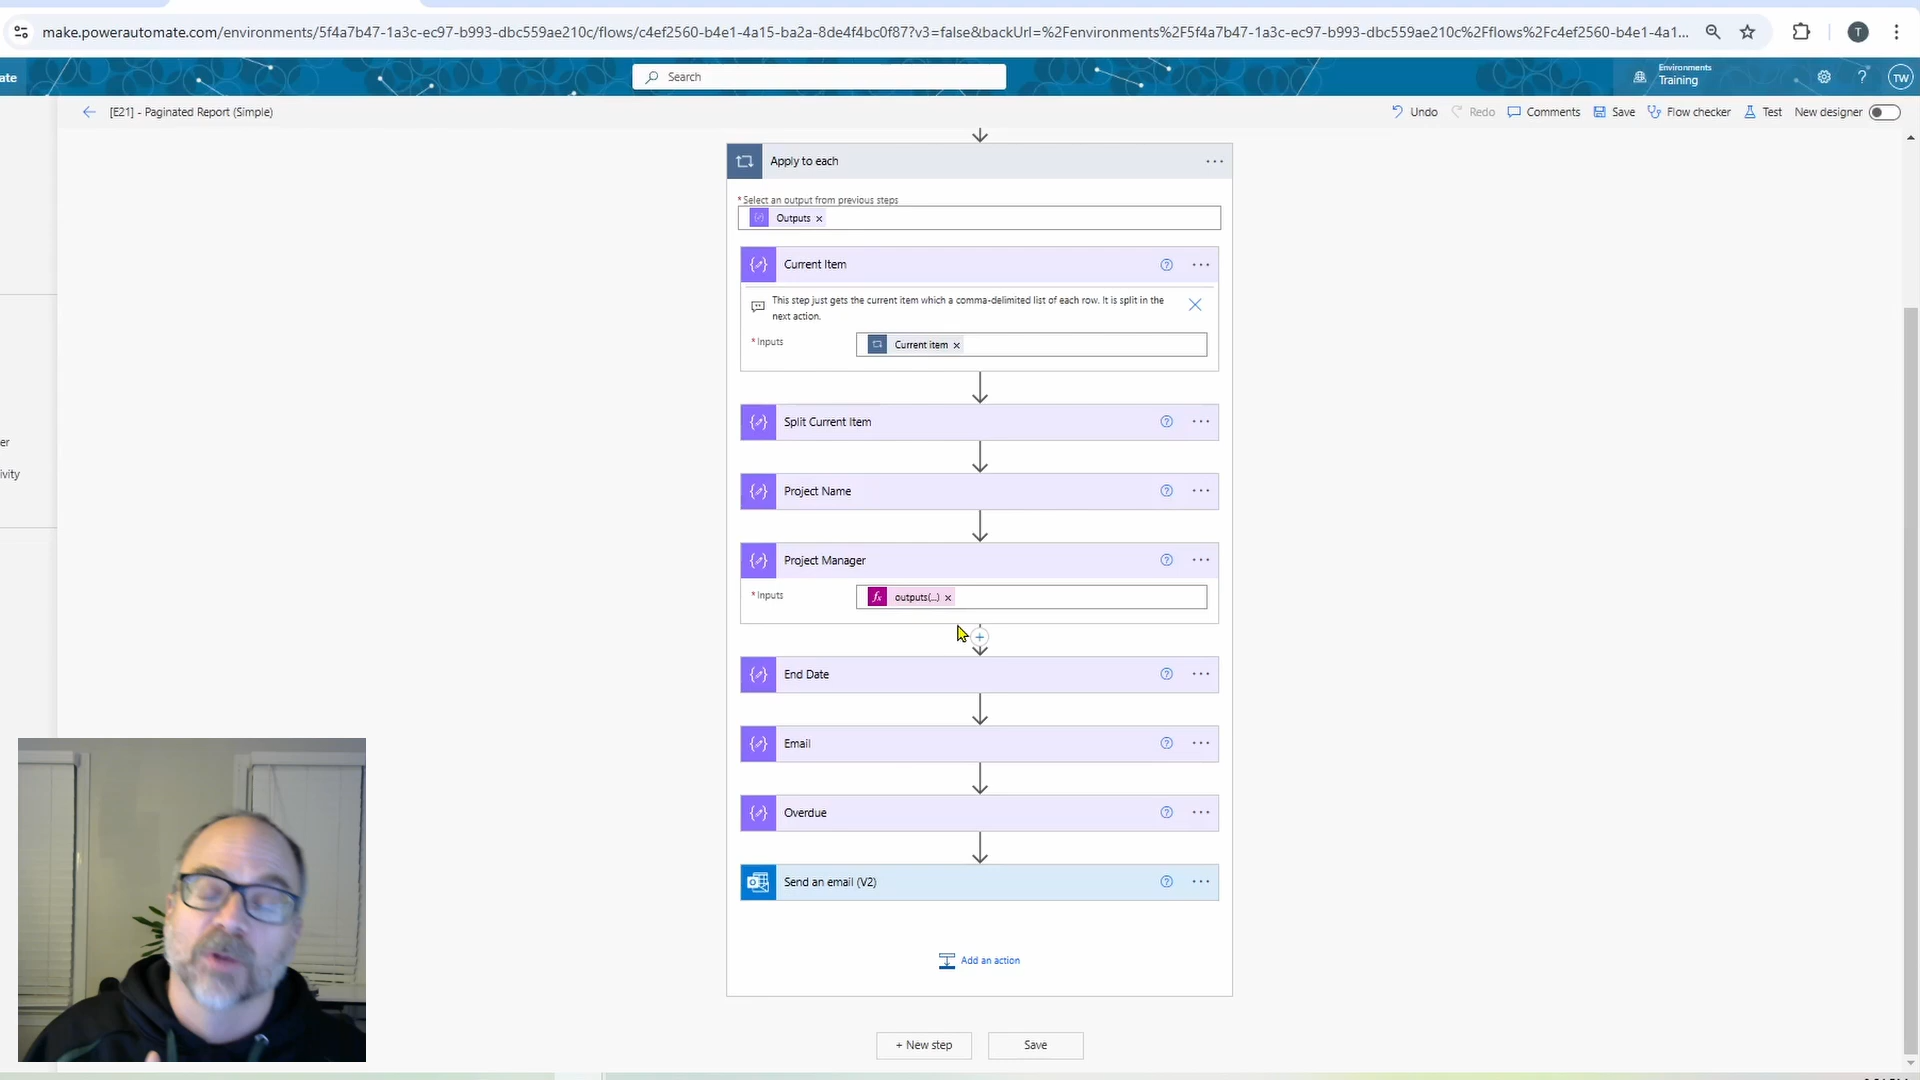 make.powerautomate.com/environments/5f4a7b47-1a3c-ec97-b993-dbc559ae210c/flows/c4ef2560-b4e1-4a15-ba2a-8de4f4bc0f87?v3=false&backUrl=%2Fenvironments%2F5f4a7b47-1a3c-ec97-b993-dbc559ae210c%2Fflows%2Fc4ef2560-b4e1-4a1...
T
ate
Search
Environments
Training
?
TW
[E21] - Paginated Report (Simple)
Undo
Redo
Comments
Save
Flow checker
Test
New designer
Apply to each
* Select an output from previous steps
Outputs
Current Item
This step just gets the current item which a comma-delimited list of each row. It is split in the
next action.
* Inputs
Current item
er
Split Current Item
ivity
Project Name
Project Manager
* Inputs
fx outputs(...)
End Date
Email
Overdue
Send an email (V2)
Add an action
+ New step
Save